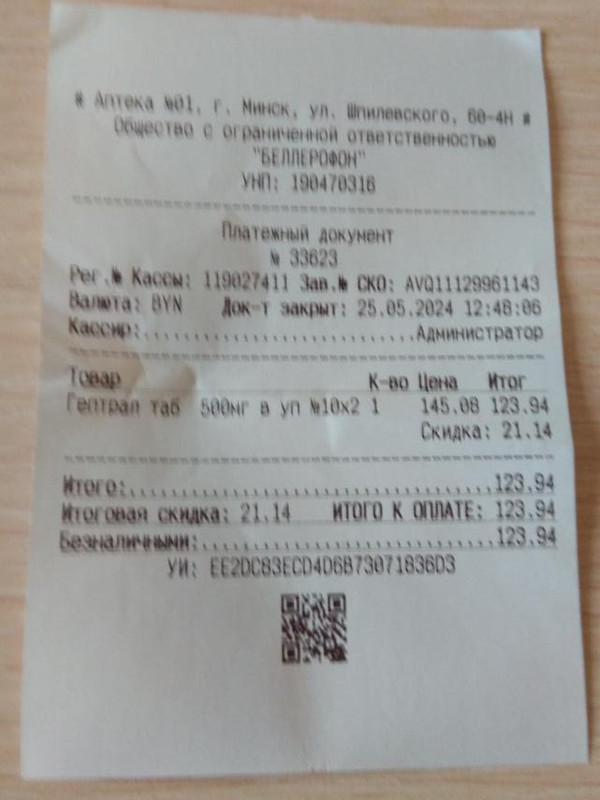 # Аптека №01, г. Минск, ул. Шпилевского, 60-4Н #
Общество с ограниченной ответственностью
"БЕЛЛЕРОФОН"
УНП: 190470316
Платежный документ
№ 33623
Рег.№ Кассы: 119027411 Зав.№ СКО: AVQ11129961143
Валюта: BYN Док-т закрыт: 25.05.2024 12:48:06
Кассир:..............................Администратор
Товар К-во Цена Итог
Гептрал таб 500мг в уп №10х2 1 145.08 123.94
Скидка: 21.14
Итого:.....................................123.94
Итоговая скидка: 21.14 ИТОГО К ОПЛАТЕ: 123.94
Безналичными:..............................123.94
УИ: EE2DC83ECD4D6B73071836D3